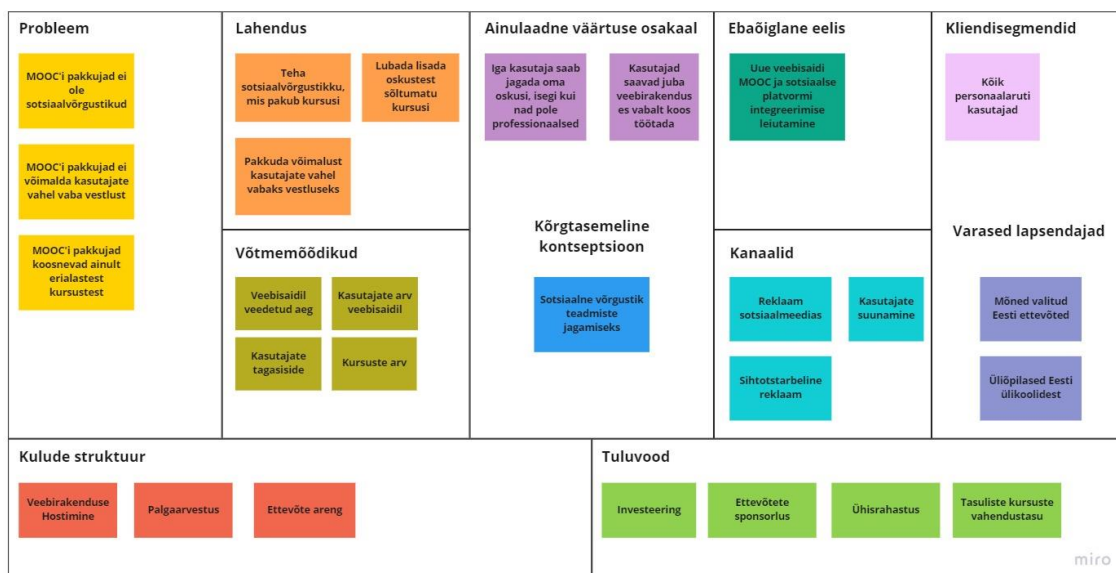 Probleem
MOOC'i pakkujad ei
ole
sotsiaalvõrgustikud
MOOC'i pakkujad ei
võimalda kasutajate
vahel vaba vestlust
MOOC'i pakkujad
koosnevad ainult
erialastest
kursustest
Lahendus
Teha
sotsiaalvõrgustikku,
mis pakub kursusi
Lubada lisada
oskustest
sõltumatu
kursusi
Pakkuda võimalust
kasutajate vahel
vabaks vestluseks
Võtmemõõdikud
Veebisaidil
veedetud aeg
Kasutajate arv
veebisaidil
Kasutajate
tagasiside
Kursuste arv
Ainulaadne väärtuse osakaal
Iga kasutaja saab
jagada oma
oskusi, isegi kui
nad pole
professionaalsed
Kasutajad
saavad juba
veebirakendus
es vabalt koos
töötada
Kõrgtasemeline
kontseptsioon
Sotsiaalne võrgustik
teadmiste
jagamiseks
Ebaõiglane eelis
Uue veebisaidi
MOOC ja sotsiaalse
platvormi
integreerimise
leiutamine
Kanaalid
Reklaam
sotsiaalmeedias
Kasutajate
suunamine
Sihtotstarbeline
reklaam
Kliendisegmendid
Kõik
personaalaruti
kasutajad
Varased lapsendajad
Mõned valitud
Eesti ettevõted
Üliõpilased Eesti
ülikoolidest
Kulude struktuur
Veebirakenduse
Hostimine
Palgaarvestus
Ettevõte areng
Tuluvood
Investeering
Ettevõtete
sponsorlus
Ühisrahastus
Tasuliste kursuste
vahendustasu
miro